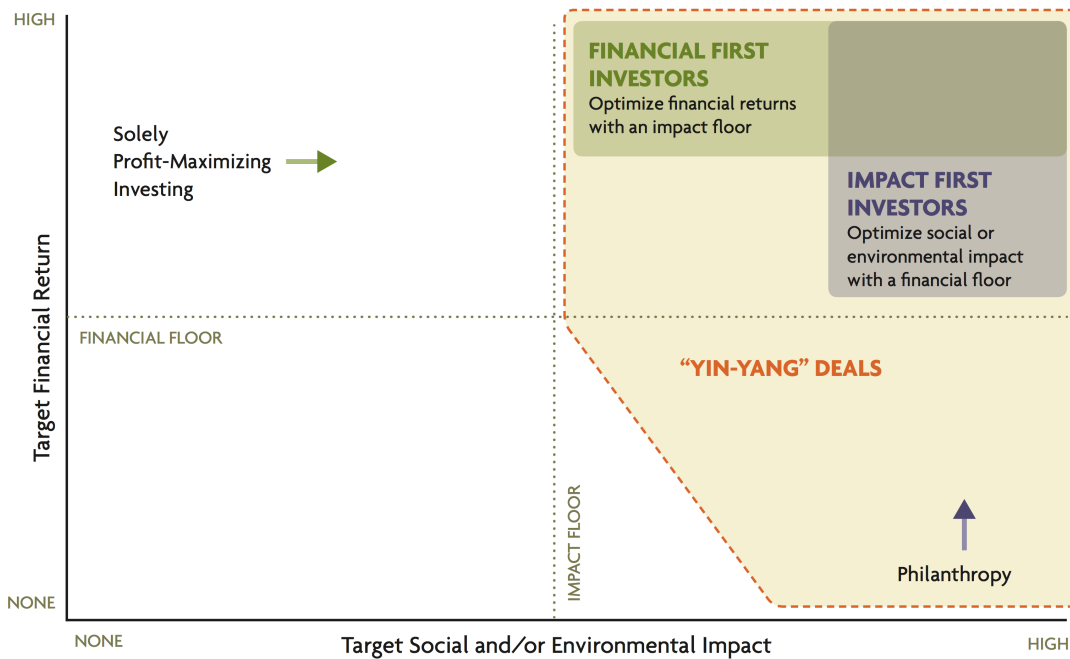 HIGH
FINANCIAL FIRST
INVESTORS
Optimize financial returns
with an impact floor
Solely
Profit-Maximizing
Investing
IMPACT FIRST
INVESTORS
Optimize social or
environmental impact
with a financial floor
Target Financial Return
FINANCIAL FLOOR
“YIN-YANG” DEALS
IMPACT FLOOR
Philanthropy
NONE
NONE
Target Social and/or Environmental Impact
HIGH